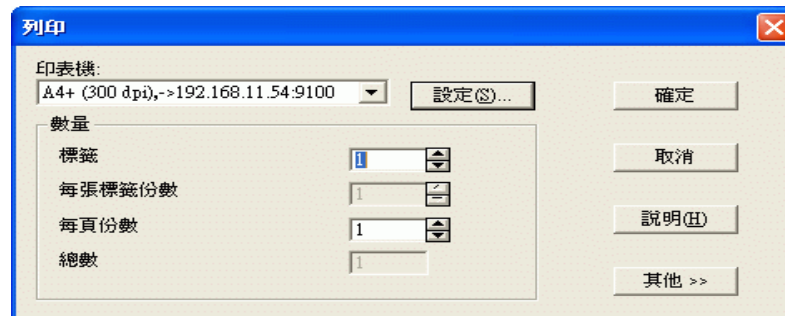 列印
印表機:
A4+ (300 dpi),->192.168.11.54:9100
設定(S)...
確定
數量
標籤
1
取消
每張標籤份數
1
每頁份數
1
說明(H)
總數
1
其他 >>